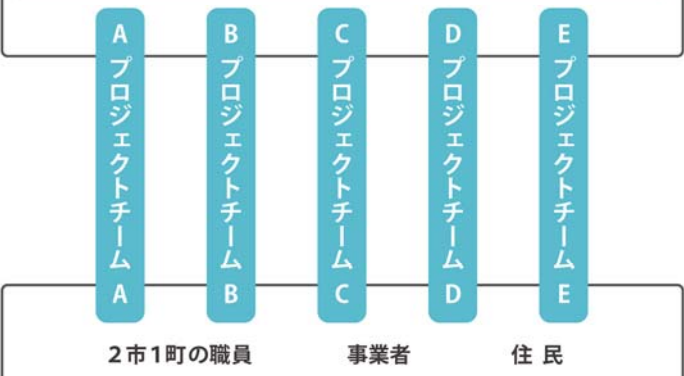 A プロジェクトチーム A
B プロジェクトチーム B
C プロジェクトチーム C
D プロジェクトチーム D
E プロジェクトチーム E
2市1町の職員
事業者
住民